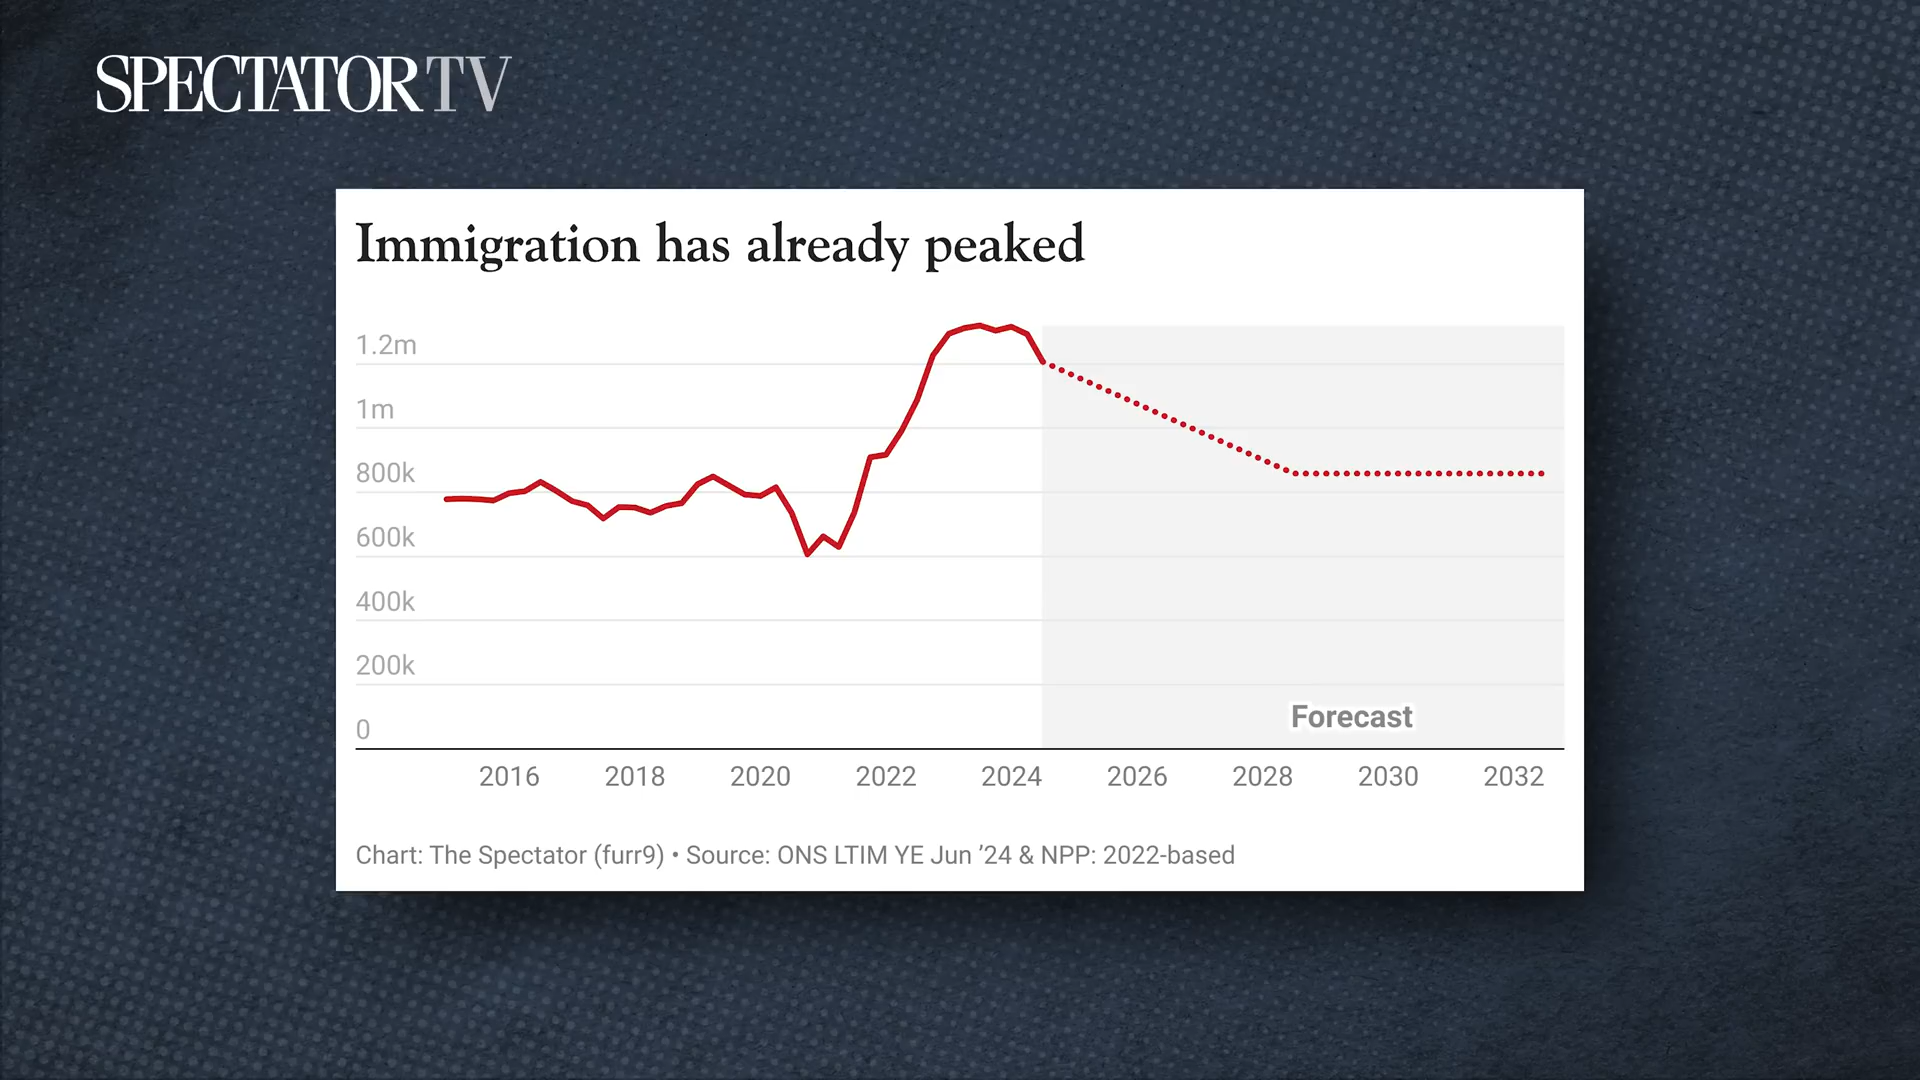 SPECTATOR TV
Immigration has already peaked
1.2m
1m
800k
600k
400k
200k
0
Forecast
2016 2018 2020 2022 2024 2026 2028 2030 2032
Chart: The Spectator (furr9) • Source: ONS LTIM YE Jun ’24 & NPP: 2022-based